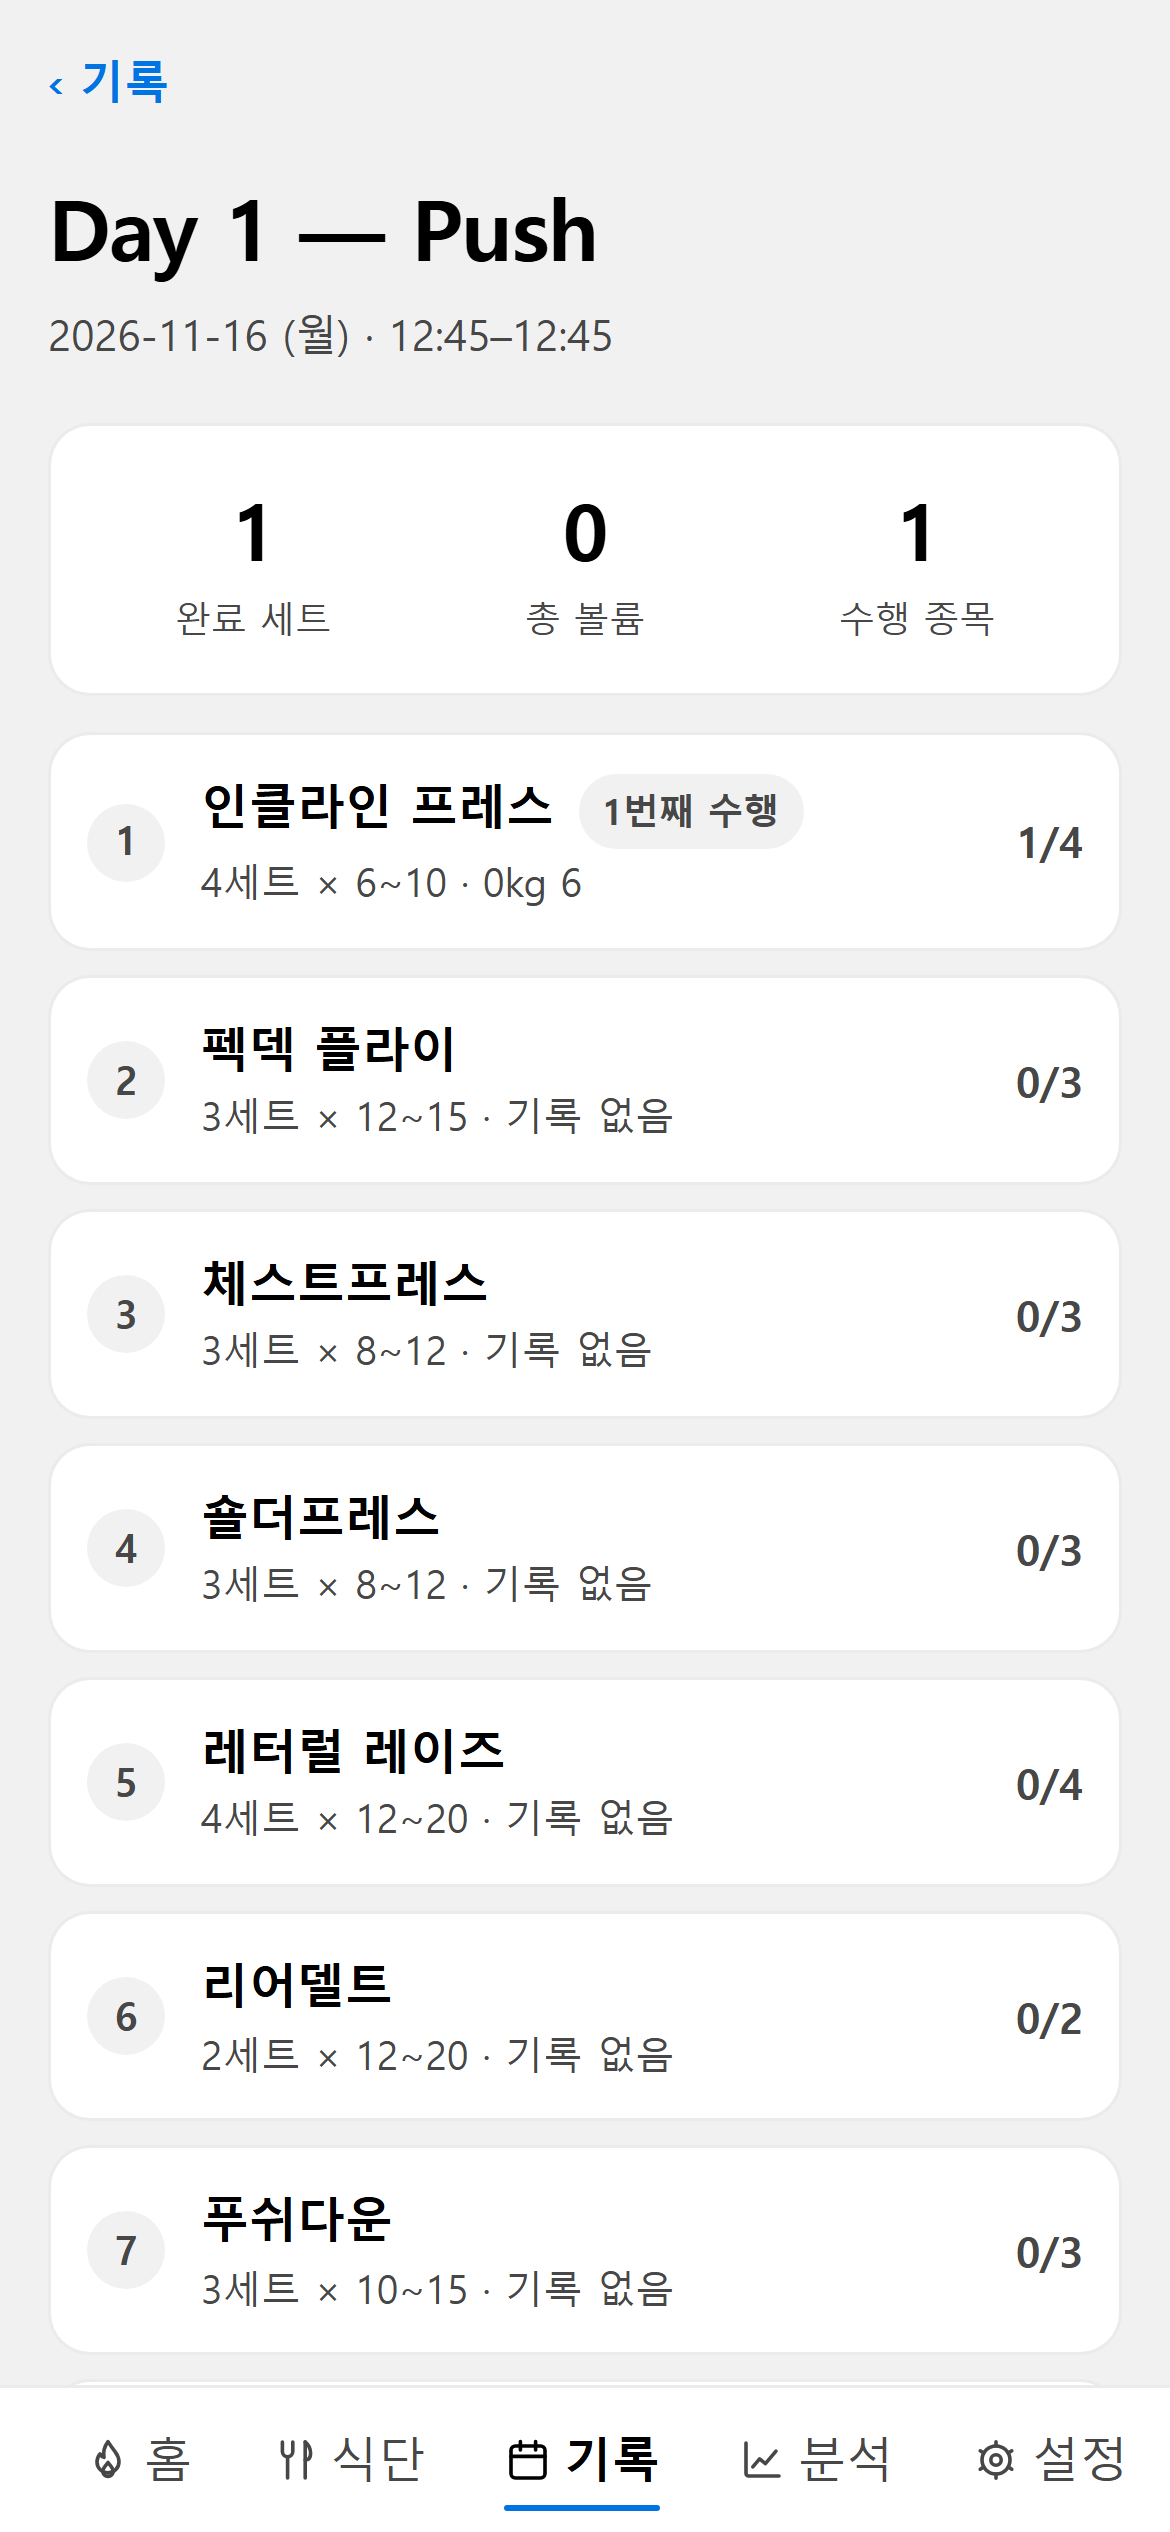 ‹ 기록
Day 1 — Push
2026-11-16 (월) · 12:45–12:45
1
완료 세트
0
총 볼륨
1
수행 종목
1
인클라인 프레스 1번째 수행
4세트 × 6~10 · 0kg 6
1/4
2
펙덱 플라이
3세트 × 12~15 · 기록 없음
0/3
3
체스트프레스
3세트 × 8~12 · 기록 없음
0/3
4
숄더프레스
3세트 × 8~12 · 기록 없음
0/3
5
레터럴 레이즈
4세트 × 12~20 · 기록 없음
0/4
6
리어델트
2세트 × 12~20 · 기록 없음
0/2
7
푸쉬다운
3세트 × 10~15 · 기록 없음
0/3
홈 식단 기록 분석 설정